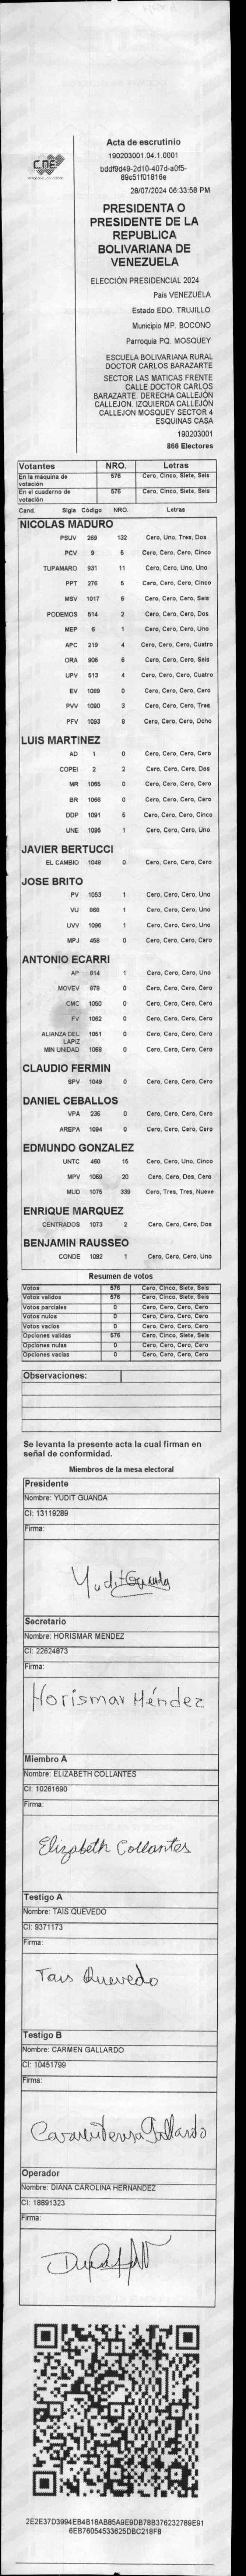 CNE
Acta de escrutinio
190203001.04.1.0001
bddf9d49-2d10-407d-a0f5-
89c51f01816e
28/07/2024 06:33:58 PM
PRESIDENTA O
PRESIDENTE DE LA
REPUBLICA
BOLIVARIANA DE
VENEZUELA
ELECCIÓN PRESIDENCIAL 2024
Pais VENEZUELA
Estado EDO. TRUJILLO
Municipio MP. BOCONO
Parroquia PQ. MOSQUEY
ESCUELA BOLIVARIANA RURAL
DOCTOR CARLOS BARAZARTE
SECTOR LAS MATICAS FRENTE
CALLE DOCTOR CARLOS
BARAZARTE. DERECHA CALLEJÓN
CALLEJON. IZQUIERDA CALLEJÓN
CALLEJON MOSQUEY SECTOR 4
ESQUINAS CASA
190203001
866 Electores
Votantes NRO. Letras
En la máquina de votación 576 Cero, Cinco, Siete, Seis
En el cuaderno de votación 576 Cero, Cinco, Siete, Seis
Cand. Sigla Código NRO. Letras
NICOLAS MADURO
PSUV 269 132 Cero, Uno, Tres, Dos
PCV 9 5 Cero, Cero, Cero, Cinco
TUPAMARO 931 11 Cero, Cero, Uno, Uno
PPT 276 5 Cero, Cero, Cero, Cinco
MSV 1017 6 Cero, Cero, Cero, Seis
PODEMOS 514 2 Cero, Cero, Cero, Dos
MEP 6 1 Cero, Cero, Cero, Uno
APC 219 4 Cero, Cero, Cero, Cuatro
ORA 906 6 Cero, Cero, Cero, Seis
UPV 513 4 Cero, Cero, Cero, Cuatro
EV 1089 0 Cero, Cero, Cero, Cero
PVV 1090 3 Cero, Cero, Cero, Tres
PFV 1093 8 Cero, Cero, Cero, Ocho
LUIS MARTINEZ
AD 1 0 Cero, Cero, Cero, Cero
COPEI 2 2 Cero, Cero, Cero, Dos
MR 1065 0 Cero, Cero, Cero, Cero
BR 1066 0 Cero, Cero, Cero, Cero
DDP 1091 5 Cero, Cero, Cero, Cinco
UNE 1095 1 Cero, Cero, Cero, Uno
JAVIER BERTUCCI
EL CAMBIO 1048 0 Cero, Cero, Cero, Cero
JOSE BRITO
PV 1053 1 Cero, Cero, Cero, Uno
VU 868 1 Cero, Cero, Cero, Uno
UVV 1096 1 Cero, Cero, Cero, Uno
MPJ 458 0 Cero, Cero, Cero, Cero
ANTONIO ECARRI
AP 814 1 Cero, Cero, Cero, Uno
MOVEV 978 0 Cero, Cero, Cero, Cero
CMC 1050 0 Cero, Cero, Cero, Cero
FV 1062 0 Cero, Cero, Cero, Cero
ALIANZA DEL LAPIZ 1051 0 Cero, Cero, Cero, Cero
MIN UNIDAD 1068 0 Cero, Cero, Cero, Cero
CLAUDIO FERMIN
SPV 1049 0 Cero, Cero, Cero, Cero
DANIEL CEBALLOS
VPA 236 0 Cero, Cero, Cero, Cero
AREPA 1094 0 Cero, Cero, Cero, Cero
EDMUNDO GONZALEZ
UNTC 460 15 Cero, Cero, Uno, Cinco
MPV 1069 20 Cero, Cero, Dos, Cero
MUD 1075 339 Cero, Tres, Tres, Nueve
ENRIQUE MARQUEZ
CENTRADOS 1073 2 Cero, Cero, Cero, Dos
BENJAMIN RAUSSEO
CONDE 1092 1 Cero, Cero, Cero, Uno
Resumen de votos
Votos 576 Cero, Cinco, Siete, Seis
Votos validos 576 Cero, Cinco, Siete, Seis
Votos parciales 0 Cero, Cero, Cero, Cero
Votos nulos 0 Cero, Cero, Cero, Cero
Votos vacios 0 Cero, Cero, Cero, Cero
Opciones validas 576 Cero, Cinco, Siete, Seis
Opciones nulas 0 Cero, Cero, Cero, Cero
Opciones vacias 0 Cero, Cero, Cero, Cero
Observaciones:
Se levanta la presente acta la cual firman en
señal de conformidad.
Miembros de la mesa electoral
Presidente
Nombre: YUDIT GUANDA
CI: 13119289
Firma:
Yudit Guanda
Secretario
Nombre: HORISMAR MENDEZ
CI: 22624873
Firma:
Horismar Méndez
Miembro A
Nombre: ELIZABETH COLLANTES
CI: 10261690
Firma:
Elizabeth Collantes
Testigo A
Nombre: TAIS QUEVEDO
CI: 9371173
Firma:
Tais Quevedo
Testigo B
Nombre: CARMEN GALLARDO
CI: 10451799
Firma:
Carmen Teresa Gallardo
Operador
Nombre: DIANA CAROLINA HERNANDEZ
CI: 18891323
Firma:
2E2E37D3994EB4B18AB85A9E9DB78B376232789E91
6EB76054533625DBC218F8